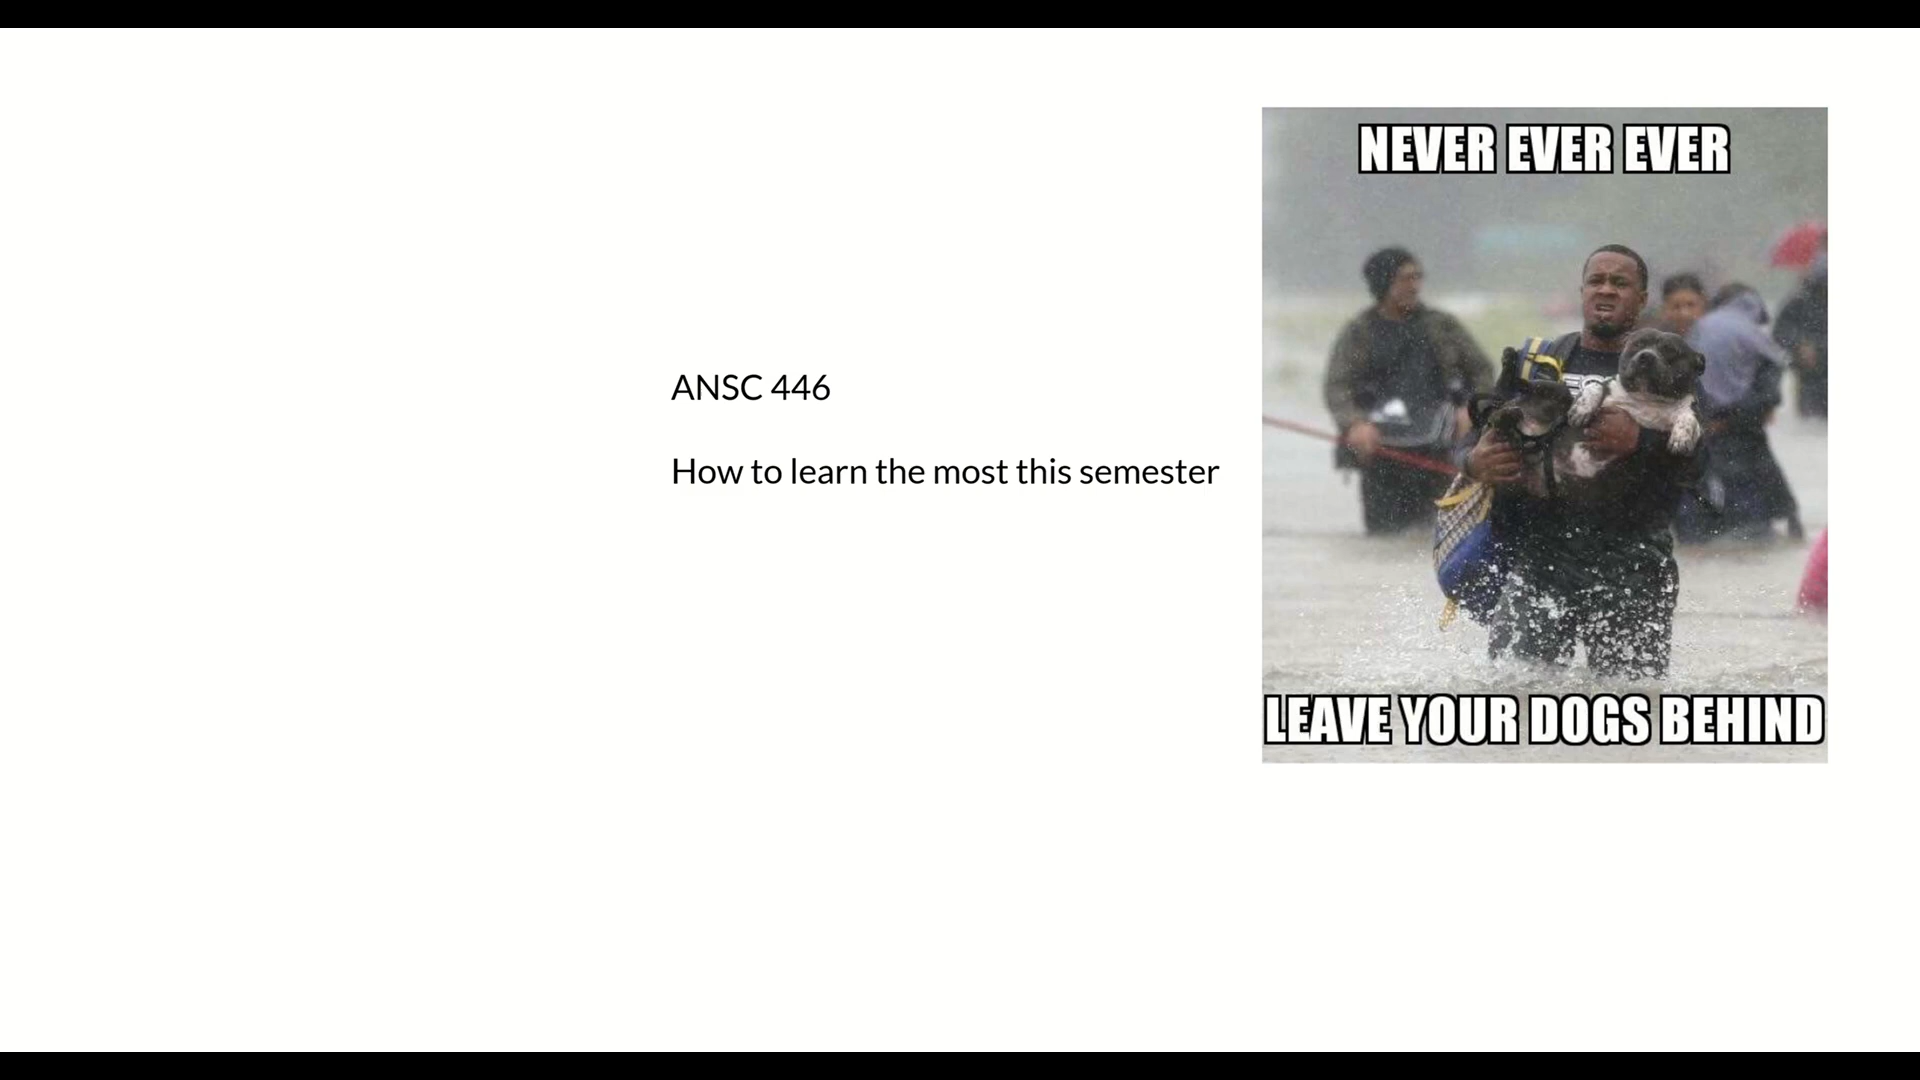 ANSC 446
How to learn the most this semester
NEVER EVER EVER
LEAVE YOUR DOGS BEHIND